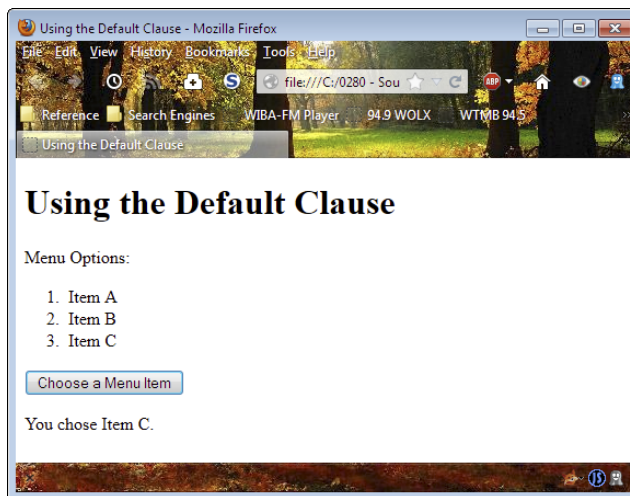 Using the Default Clause - Mozilla Firefox
File Edit View History Bookmarks Tools Help
S file:///C:/0280 - Sou ABP
Reference Search Engines WIBA-FM Player 94.9 WOLX WTMB 94.5
Using the Default Clause
Using the Default Clause
Menu Options:
1. Item A
2. Item B
3. Item C
Choose a Menu Item
You chose Item C.
JS